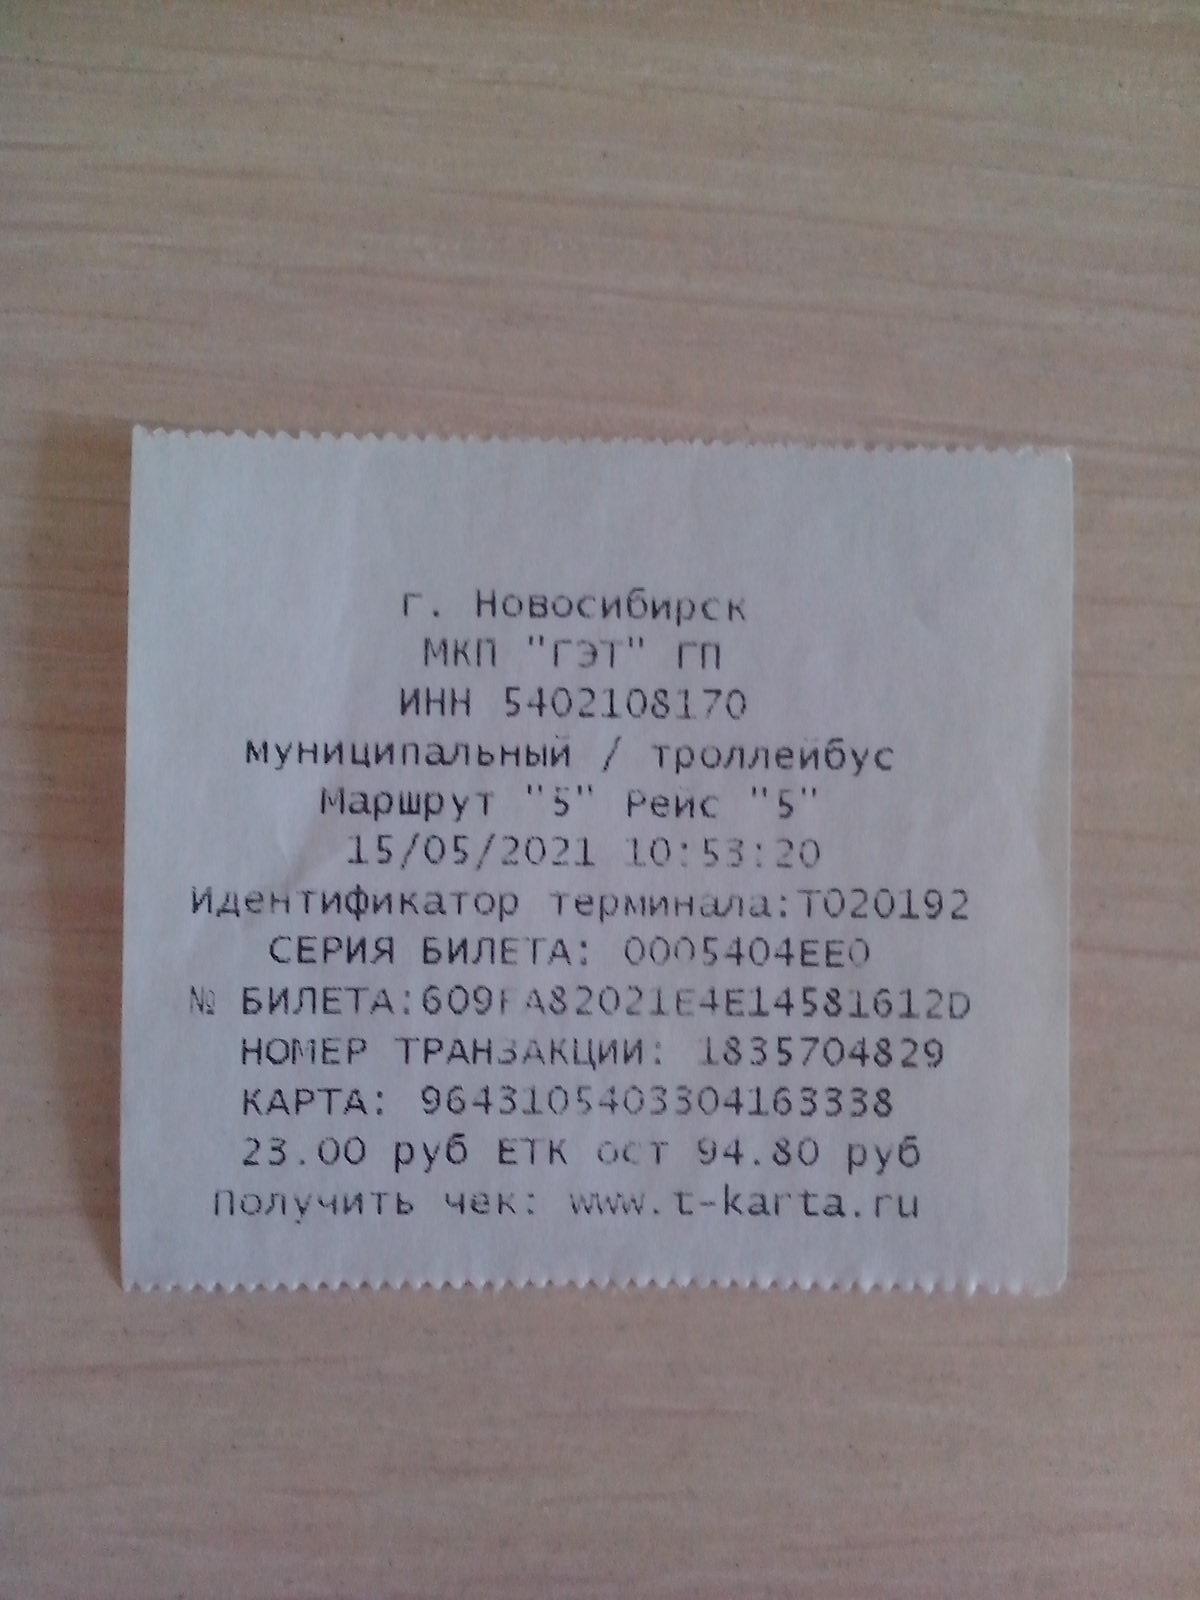 г. Новосибирск
МКП "ГЭТ" ГП
ИНН 5402108170
муниципальный / троллейбус
Маршрут "5" Рейс "5"
15/05/2021 10:53:20
Идентификатор терминала:T020192
СЕРИЯ БИЛЕТА: 0005404EE0
№ БИЛЕТА:609FA82021E4E14581612D
НОМЕР ТРАНЗАКЦИИ: 1835704829
КАРТА: 9643105403304163338
23.00 руб ЕТК ост 94.80 руб
Получить чек: www.t-karta.ru